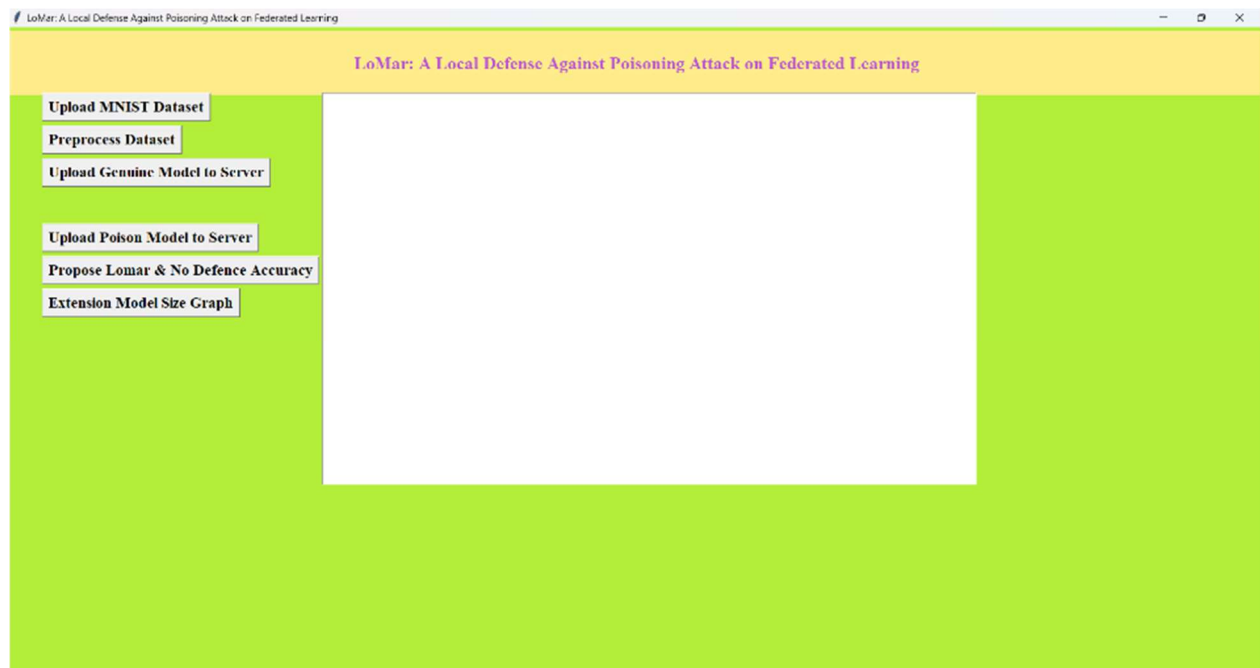 LoMar: A Local Defense Against Poisoning Attack on Federated Learning
LoMar: A Local Defense Against Poisoning Attack on Federated Learning
Upload MNIST Dataset
Preprocess Dataset
Upload Genuine Model to Server
Upload Poison Model to Server
Propose Lomar & No Defence Accuracy
Extension Model Size Graph